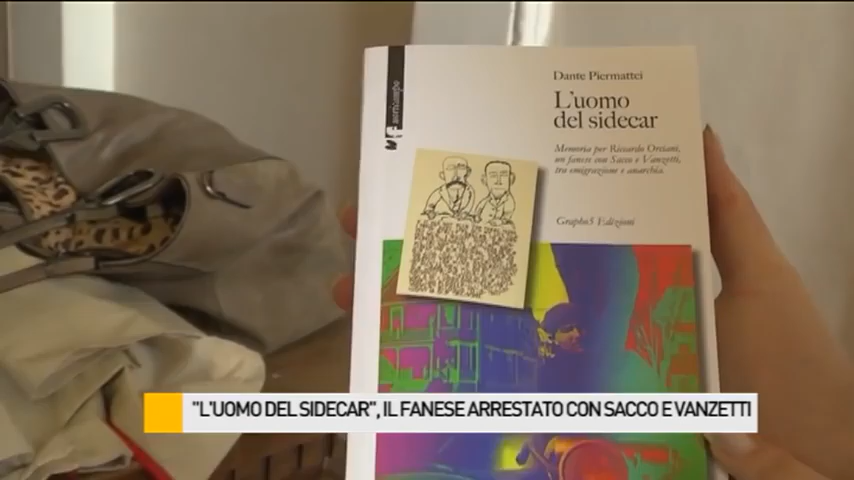 Dante Piermattei
L'uomo
del sidecar
Memoria per Riccardo Orciani,
un fanese con Sacco e Vanzetti,
tra emigrazione e anarchia.
Graphe5 Edizioni
"L'UOMO DEL SIDECAR", IL FANESE ARRESTATO CON SACCO E VANZETTI